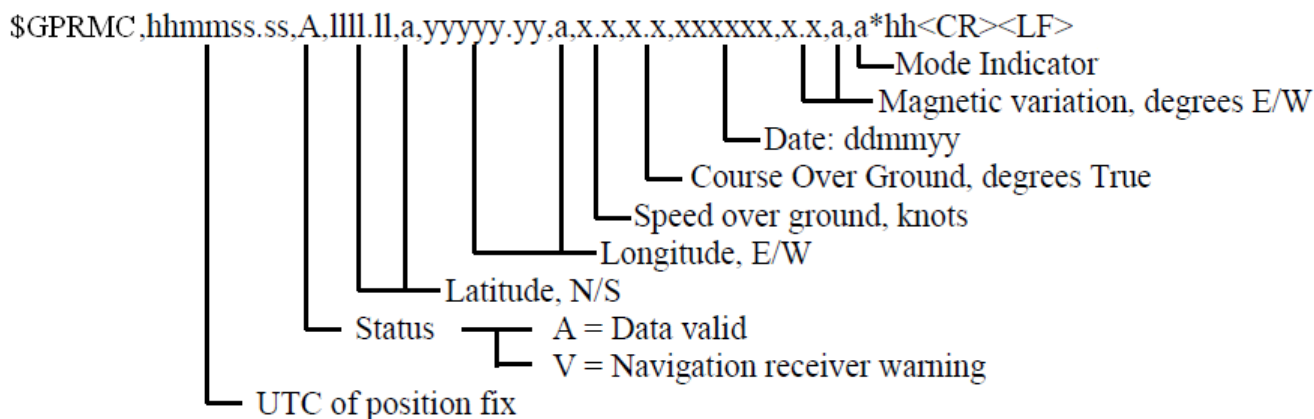 $GPRMC,hhmmss.ss,A,llll.ll,a,yyyyy.yy,a,x.x,x.x,xxxxxx,x.x,a,a*hh<CR><LF>
Mode Indicator
Magnetic variation, degrees E/W
Date: ddmmyy
Course Over Ground, degrees True
Speed over ground, knots
Longitude, E/W
Latitude, N/S
Status A = Data valid
V = Navigation receiver warning
UTC of position fix